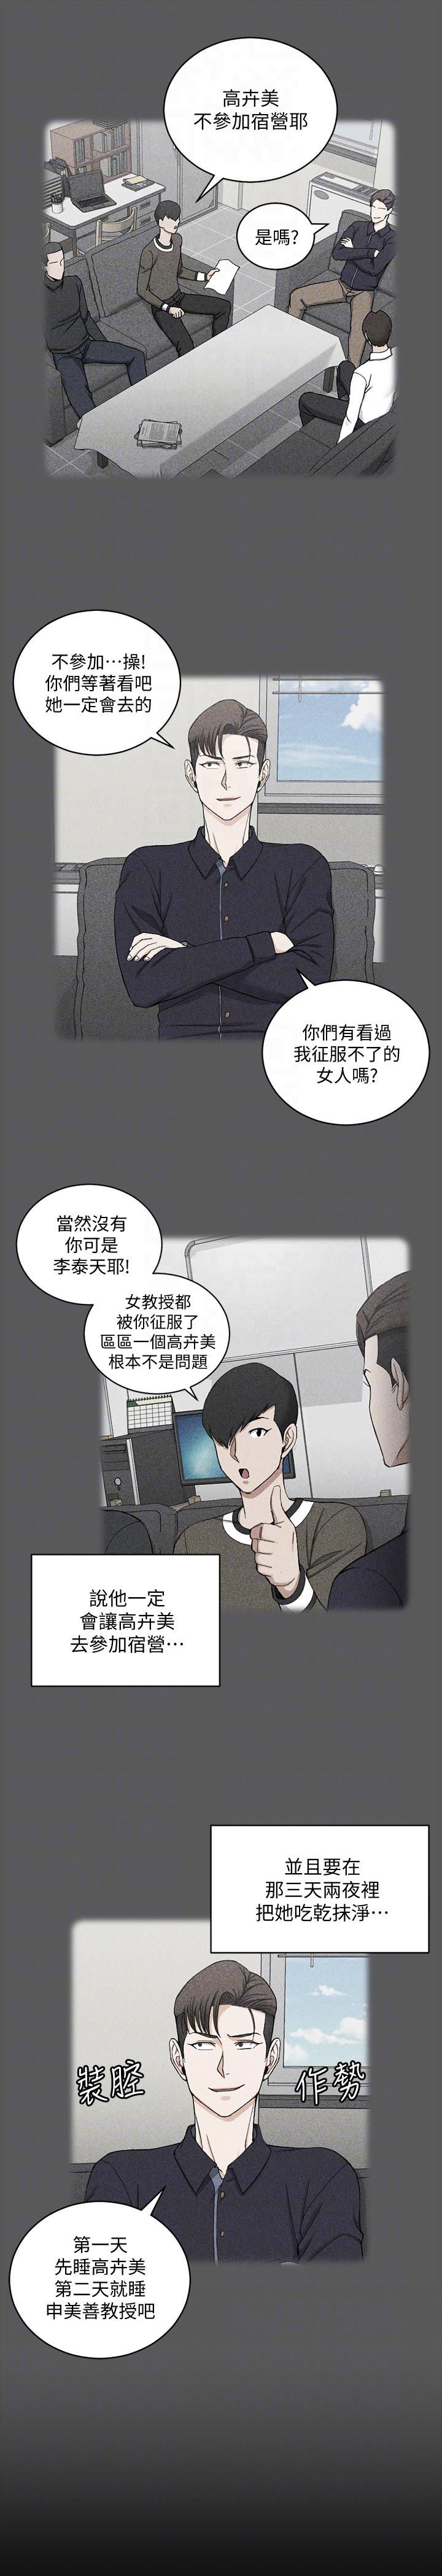 高卉美
不參加宿營耶
是嗎?
不參加⋯操!
你們等著看吧
她一定會去的
你們有看過
我征服不了的
女人嗎?
當然沒有
你可是
李泰天耶!
女教授都
被你征服了
區區一個高卉美
根本不是問題
說他一定
會讓高卉美
去參加宿營⋯
並且要在
那三天兩夜裡
把她吃乾抹淨⋯
裝腔
作勢
第一天
先睡高卉美
第二天就睡
申美善教授吧